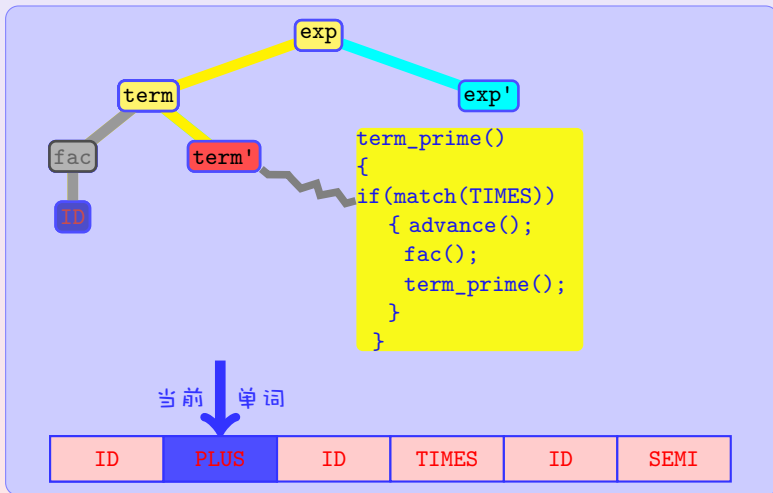 exp
term
exp'
fac
term'
ID
term_prime()
{
if(match(TIMES))
{ advance();
fac();
term_prime();
}
}
当前 单词
ID PLUS ID TIMES ID SEMI